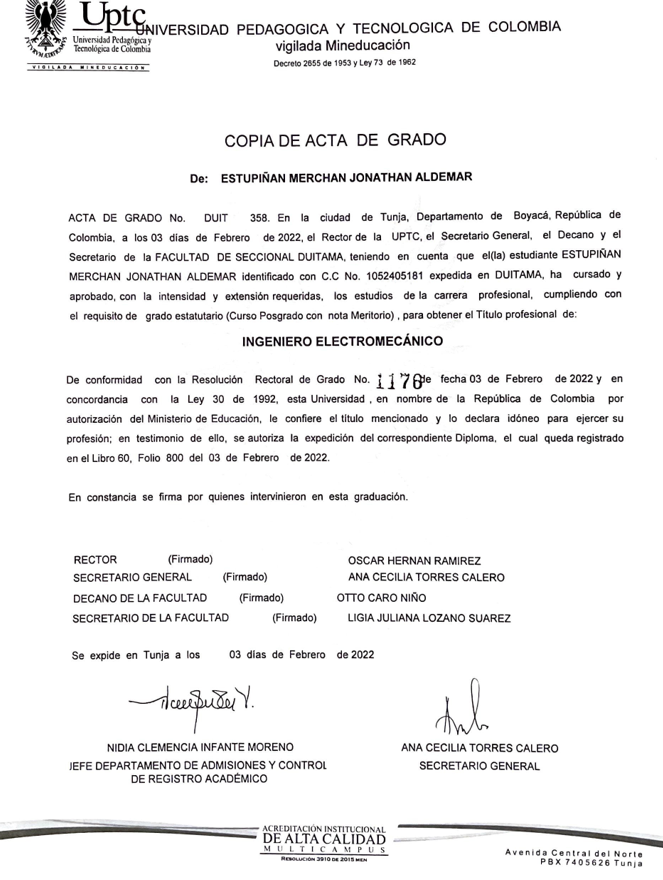 Uptc
Universidad Pedagógica y
Tecnológica de Colombia
VIGILADA MINEDUCACIÓN
UNIVERSIDAD PEDAGOGICA Y TECNOLOGICA DE COLOMBIA
vigilada Mineducación
Decreto 2655 de 1953 y Ley 73 de 1962
COPIA DE ACTA DE GRADO
De: ESTUPIÑAN MERCHAN JONATHAN ALDEMAR
ACTA DE GRADO No. DUIT 358. En la ciudad de Tunja, Departamento de Boyacá, República de
Colombia, a los 03 días de Febrero de 2022, el Rector de la UPTC, el Secretario General, el Decano y el
Secretario de la FACULTAD DE SECCIONAL DUITAMA, teniendo en cuenta que el(la) estudiante ESTUPIÑAN
MERCHAN JONATHAN ALDEMAR identificado con C.C No. 1052405181 expedida en DUITAMA, ha cursado y
aprobado, con la intensidad y extensión requeridas, los estudios de la carrera profesional, cumpliendo con
el requisito de grado estatutario (Curso Posgrado con nota Meritorio) , para obtener el Título profesional de:
INGENIERO ELECTROMECÁNICO
De conformidad con la Resolución Rectoral de Grado No. 1176 de fecha 03 de Febrero de 2022 y en
concordancia con la Ley 30 de 1992, esta Universidad , en nombre de la República de Colombia por
autorización del Ministerio de Educación, le confiere el título mencionado y lo declara idóneo para ejercer su
profesión; en testimonio de ello, se autoriza la expedición del correspondiente Diploma, el cual queda registrado
en el Libro 60, Folio 800 del 03 de Febrero de 2022.
En constancia se firma por quienes intervinieron en esta graduación.
RECTOR (Firmado) OSCAR HERNAN RAMIREZ
SECRETARIO GENERAL (Firmado) ANA CECILIA TORRES CALERO
DECANO DE LA FACULTAD (Firmado) OTTO CARO NIÑO
SECRETARIO DE LA FACULTAD (Firmado) LIGIA JULIANA LOZANO SUAREZ
Se expide en Tunja a los 03 días de Febrero de 2022
NIDIA CLEMENCIA INFANTE MORENO
JEFE DEPARTAMENTO DE ADMISIONES Y CONTROL
DE REGISTRO ACADÉMICO
ANA CECILIA TORRES CALERO
SECRETARIO GENERAL
ACREDITACIÓN INSTITUCIONAL
DE ALTA CALIDAD
MULTICAMPUS
RESOLUCIÓN 3910 DE 2015 MEN
Avenida Central del Norte
PBX 7405626 Tunja